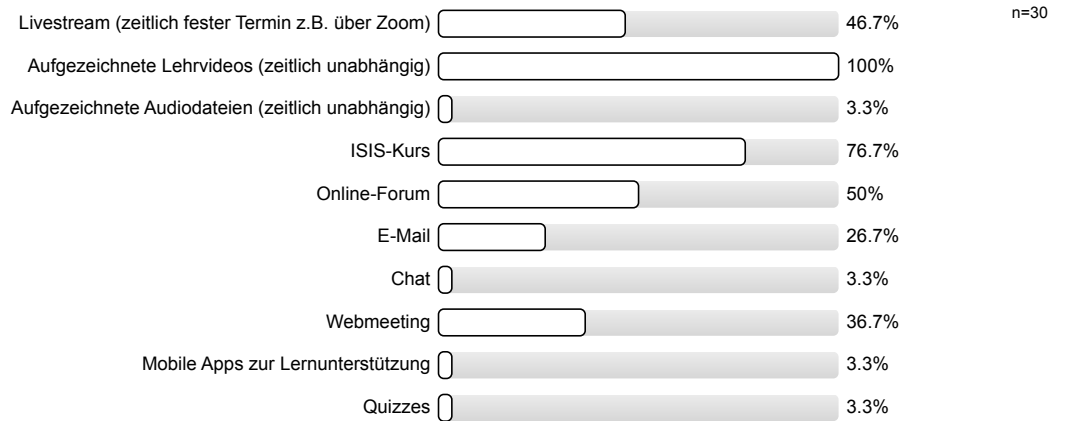 Livestream (zeitlich fester Termin z.B. über Zoom) 46.7% n=30
Aufgezeichnete Lehrvideos (zeitlich unabhängig) 100%
Aufgezeichnete Audiodateien (zeitlich unabhängig) 3.3%
ISIS-Kurs 76.7%
Online-Forum 50%
E-Mail 26.7%
Chat 3.3%
Webmeeting 36.7%
Mobile Apps zur Lernunterstützung 3.3%
Quizzes 3.3%